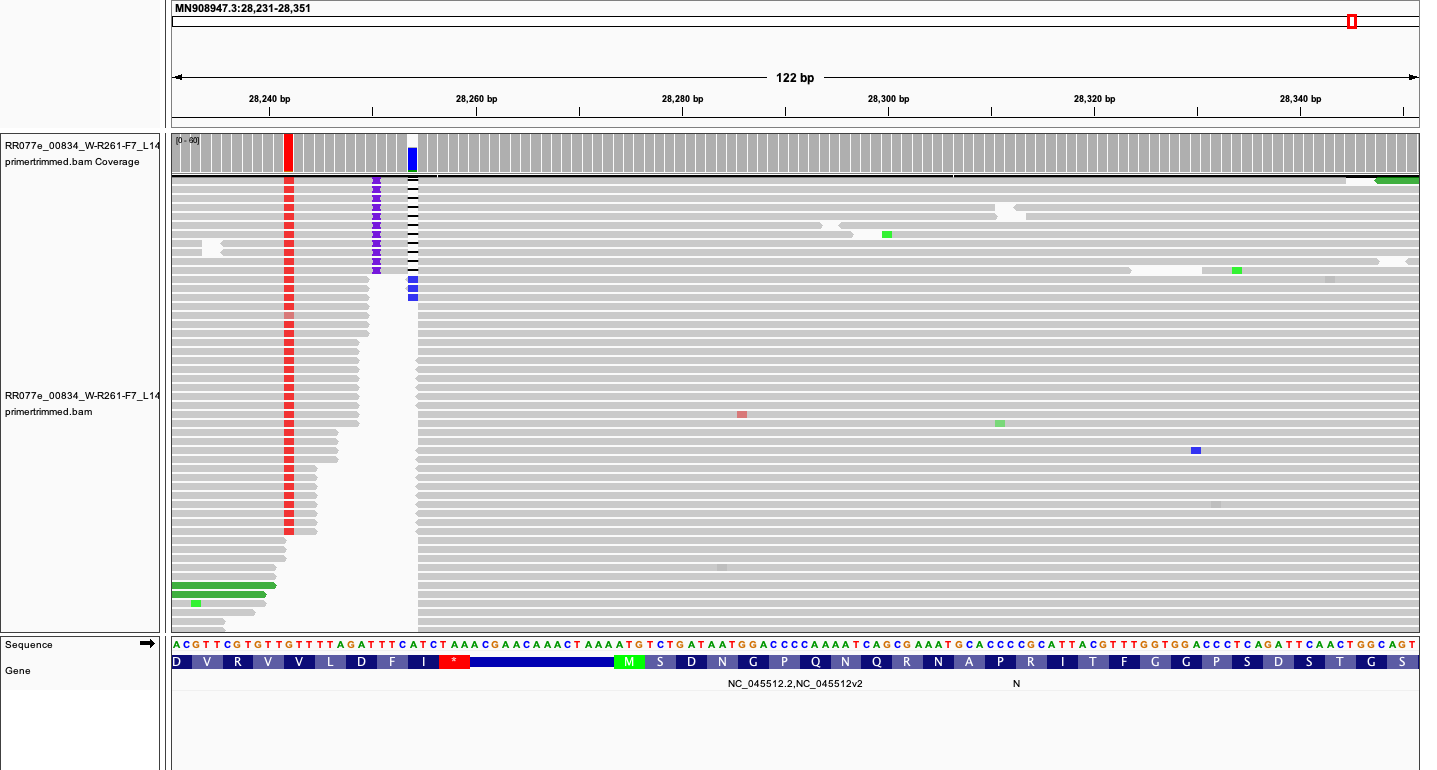 MN908947.3:28,231-28,351
122 bp
28,240 bp 28,260 bp 28,280 bp 28,300 bp 28,320 bp 28,340 bp
RR077e_00834_W-R261-F7_L14
primertrimmed.bam Coverage
[0 - 60]
RR077e_00834_W-R261-F7_L14
primertrimmed.bam
Sequence
ACGTTCGTGTTGTTTTAGATTTCATCTAAACGAACAAACTAAAATGTCTGATAATGGACCCCAAAATCAGCGAAATGCACCCCGCATTACGTTTGGTGGACCCTCAGATTCAACTGGCAGT
Gene
D V R V V L D F I * M S D N G P Q N Q R N A P R I T F G G P S D S T G S
NC_045512.2,NC_045512v2 N